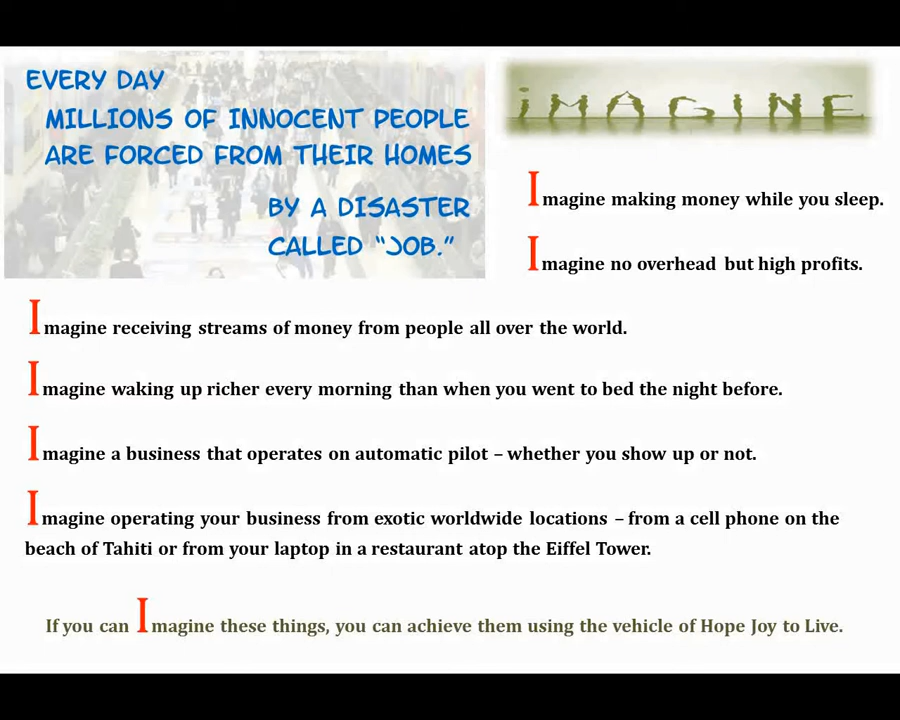 EVERY DAY
MILLIONS OF INNOCENT PEOPLE
ARE FORCED FROM THEIR HOMES
BY A DISASTER
CALLED “JOB.”
iMAGINE
Imagine making money while you sleep.
Imagine no overhead but high profits.
Imagine receiving streams of money from people all over the world.
Imagine waking up richer every morning than when you went to bed the night before.
Imagine a business that operates on automatic pilot – whether you show up or not.
Imagine operating your business from exotic worldwide locations – from a cell phone on the
beach of Tahiti or from your laptop in a restaurant atop the Eiffel Tower.
If you can Imagine these things, you can achieve them using the vehicle of Hope Joy to Live.